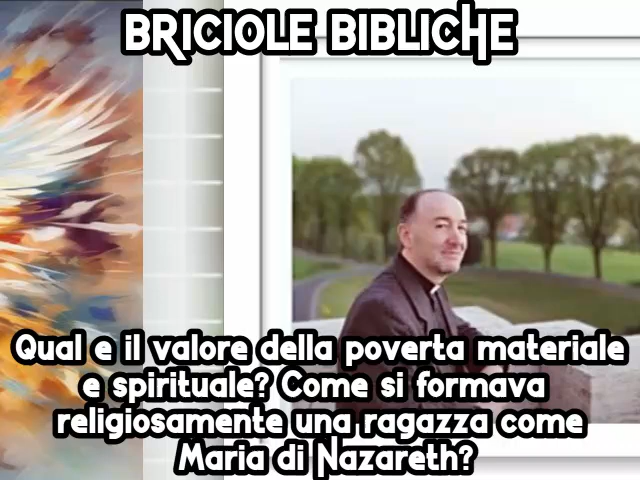 BRICIOLE BIBLICHE
Qual e il valore della poverta materiale
e spirituale? Come si formava
religiosamente una ragazza come
Maria di Nazareth?